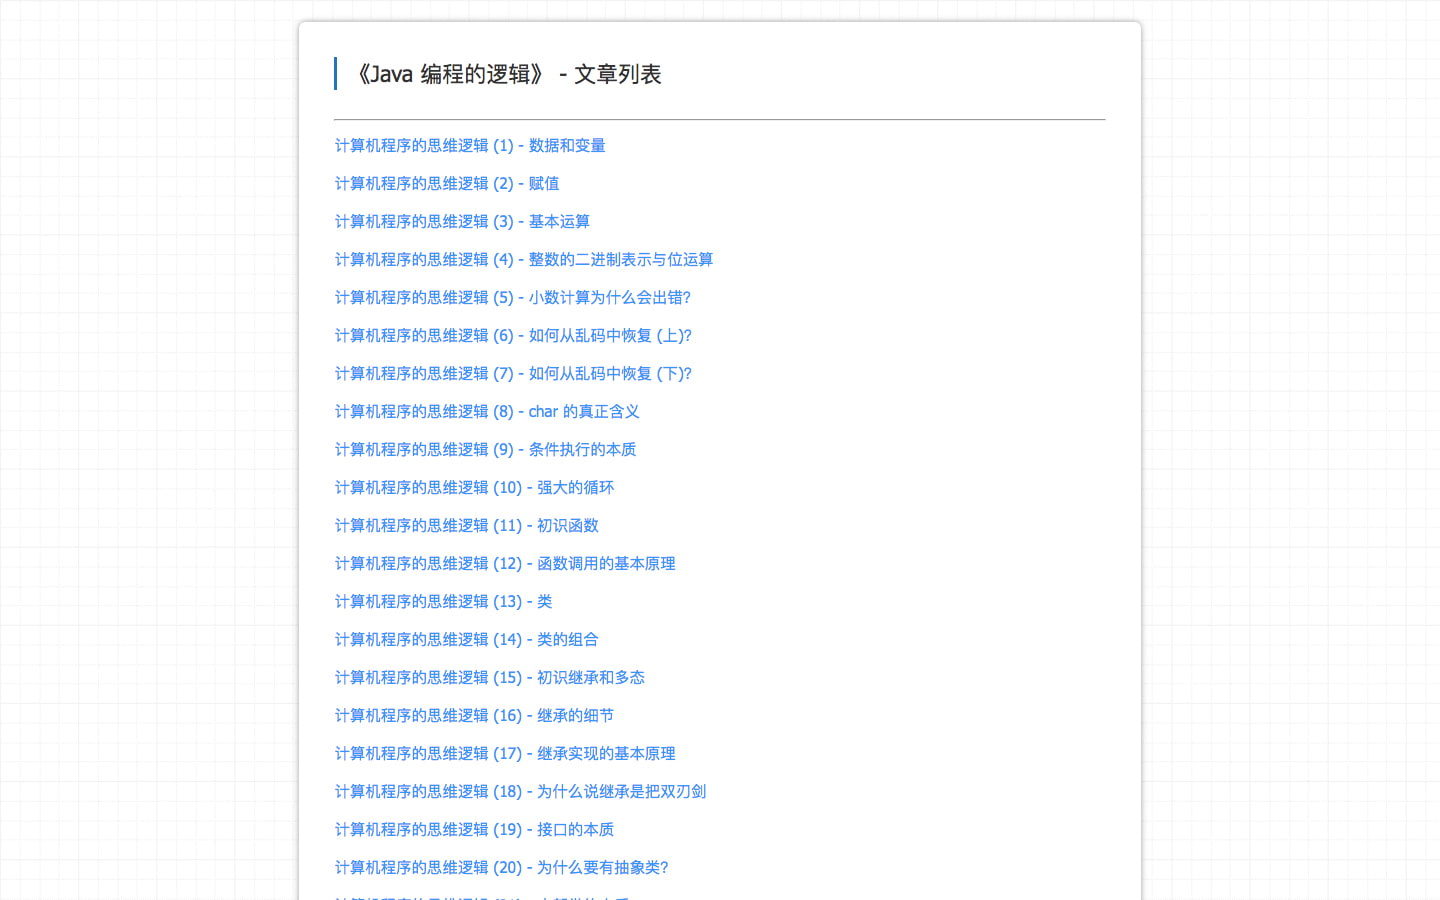 《Java 编程的逻辑》 - 文章列表
计算机程序的思维逻辑 (1) - 数据和变量
计算机程序的思维逻辑 (2) - 赋值
计算机程序的思维逻辑 (3) - 基本运算
计算机程序的思维逻辑 (4) - 整数的二进制表示与位运算
计算机程序的思维逻辑 (5) - 小数计算为什么会出错?
计算机程序的思维逻辑 (6) - 如何从乱码中恢复 (上)?
计算机程序的思维逻辑 (7) - 如何从乱码中恢复 (下)?
计算机程序的思维逻辑 (8) - char 的真正含义
计算机程序的思维逻辑 (9) - 条件执行的本质
计算机程序的思维逻辑 (10) - 强大的循环
计算机程序的思维逻辑 (11) - 初识函数
计算机程序的思维逻辑 (12) - 函数调用的基本原理
计算机程序的思维逻辑 (13) - 类
计算机程序的思维逻辑 (14) - 类的组合
计算机程序的思维逻辑 (15) - 初识继承和多态
计算机程序的思维逻辑 (16) - 继承的细节
计算机程序的思维逻辑 (17) - 继承实现的基本原理
计算机程序的思维逻辑 (18) - 为什么说继承是把双刃剑
计算机程序的思维逻辑 (19) - 接口的本质
计算机程序的思维逻辑 (20) - 为什么要有抽象类?